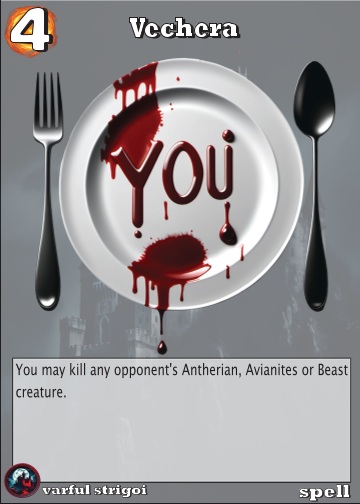 4
Vechera
YOU
You may kill any opponent's Antherian, Avianites or Beast
creature.
varful strigoi
spell